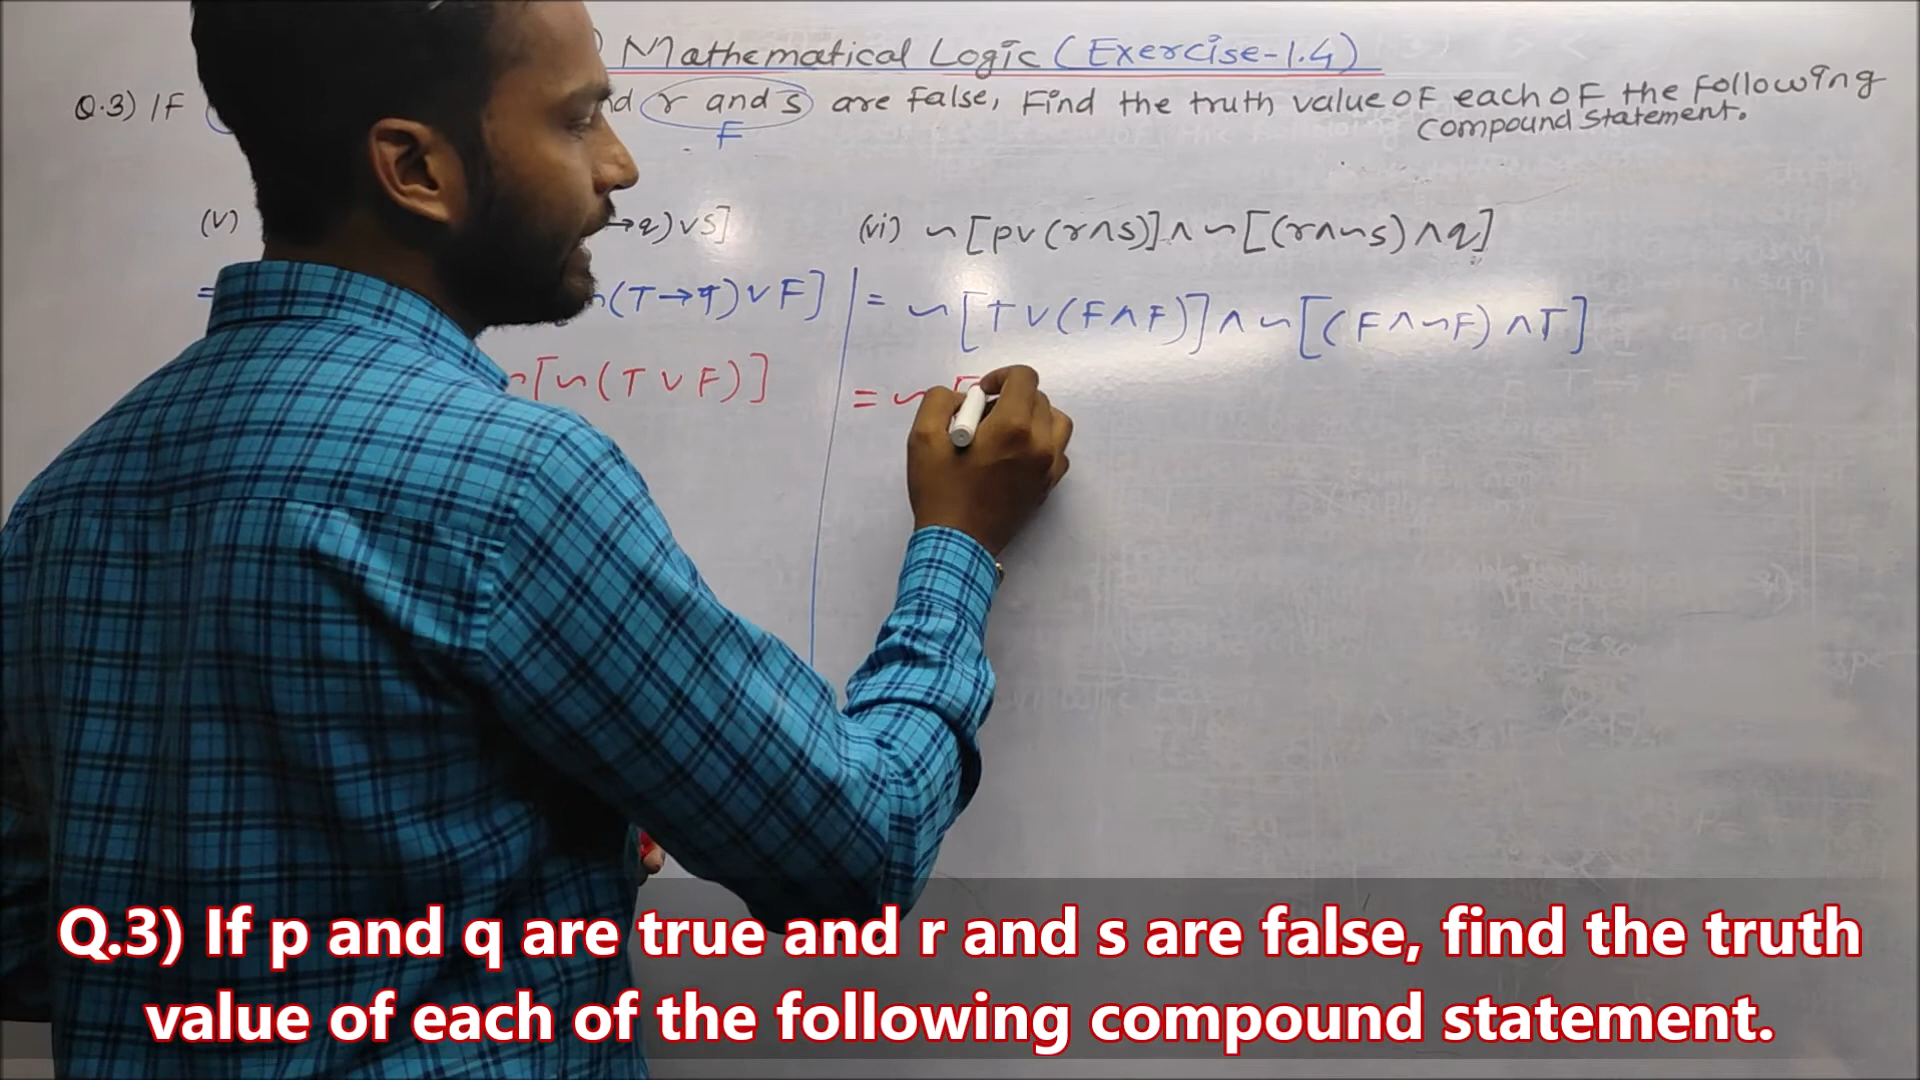 Mathematical Logic (Exercise-1.4)
Q.3) IF r and s are false, Find the truth value of each of the following
compound statement.
F
(v) →q)∨s] (vi) ~[p∨(r∧s)]∧~[(r∧~s)∧q]
= ~(T→T)∨F] = ~[T∨(F∧F)]∧~[(F∧~F)∧T]
~[~(T∨F)] = ~[
Q.3) If p and q are true and r and s are false, find the truth
value of each of the following compound statement.